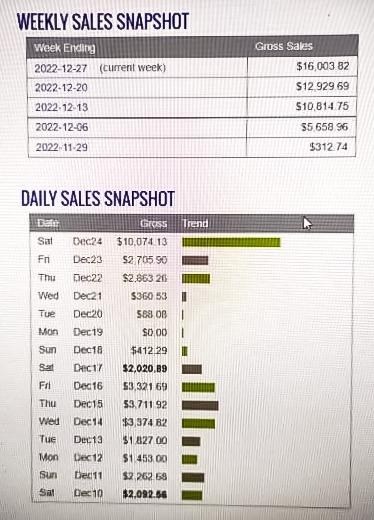 WEEKLY SALES SNAPSHOT
Week Ending Gross Sales
2022-12-27 (current week) $16,003.82
2022-12-20 $12,929.69
2022-12-13 $10,814.75
2022-12-06 $5,658.96
2022-11-29 $312.74
DAILY SALES SNAPSHOT
Date Gross Trend
Sat Dec24 $10,074.13
Fri Dec23 $2,705.90
Thu Dec22 $2,863.26
Wed Dec21 $360.53
Tue Dec20 $88.08
Mon Dec19 $0.00
Sun Dec18 $412.29
Sat Dec17 $2,020.89
Fri Dec16 $3,321.69
Thu Dec15 $3,711.92
Wed Dec14 $3,374.82
Tue Dec13 $1,827.00
Mon Dec12 $1,453.00
Sun Dec11 $2,262.68
Sat Dec10 $2,092.56